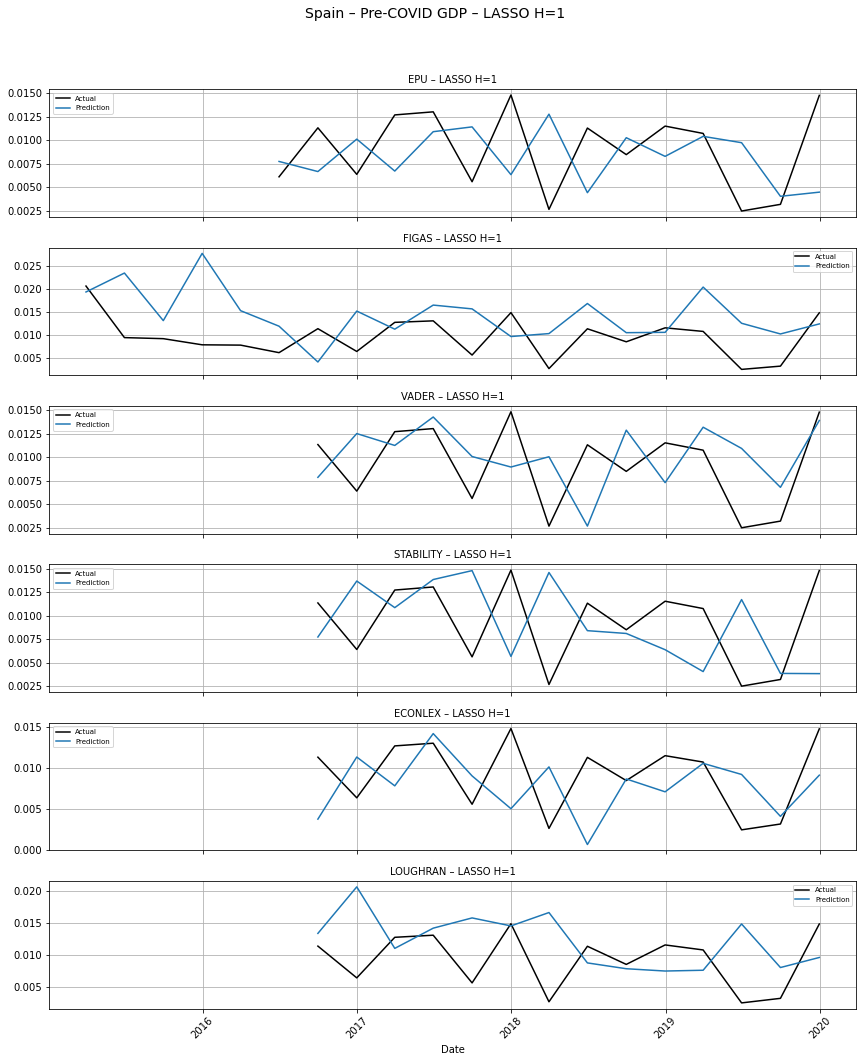 Spain – Pre-COVID GDP – LASSO H=1
EPU – LASSO H=1
0.0150
0.0125
0.0100
0.0075
0.0050
0.0025
Actual
Prediction
FIGAS – LASSO H=1
0.025
0.020
0.015
0.010
0.005
Actual
Prediction
VADER – LASSO H=1
0.0150
0.0125
0.0100
0.0075
0.0050
0.0025
Actual
Prediction
STABILITY – LASSO H=1
0.0150
0.0125
0.0100
0.0075
0.0050
0.0025
Actual
Prediction
ECONLEX – LASSO H=1
0.015
0.010
0.005
0.000
Actual
Prediction
LOUGHRAN – LASSO H=1
0.020
0.015
0.010
0.005
Actual
Prediction
2016
2017
2018
2019
2020
Date